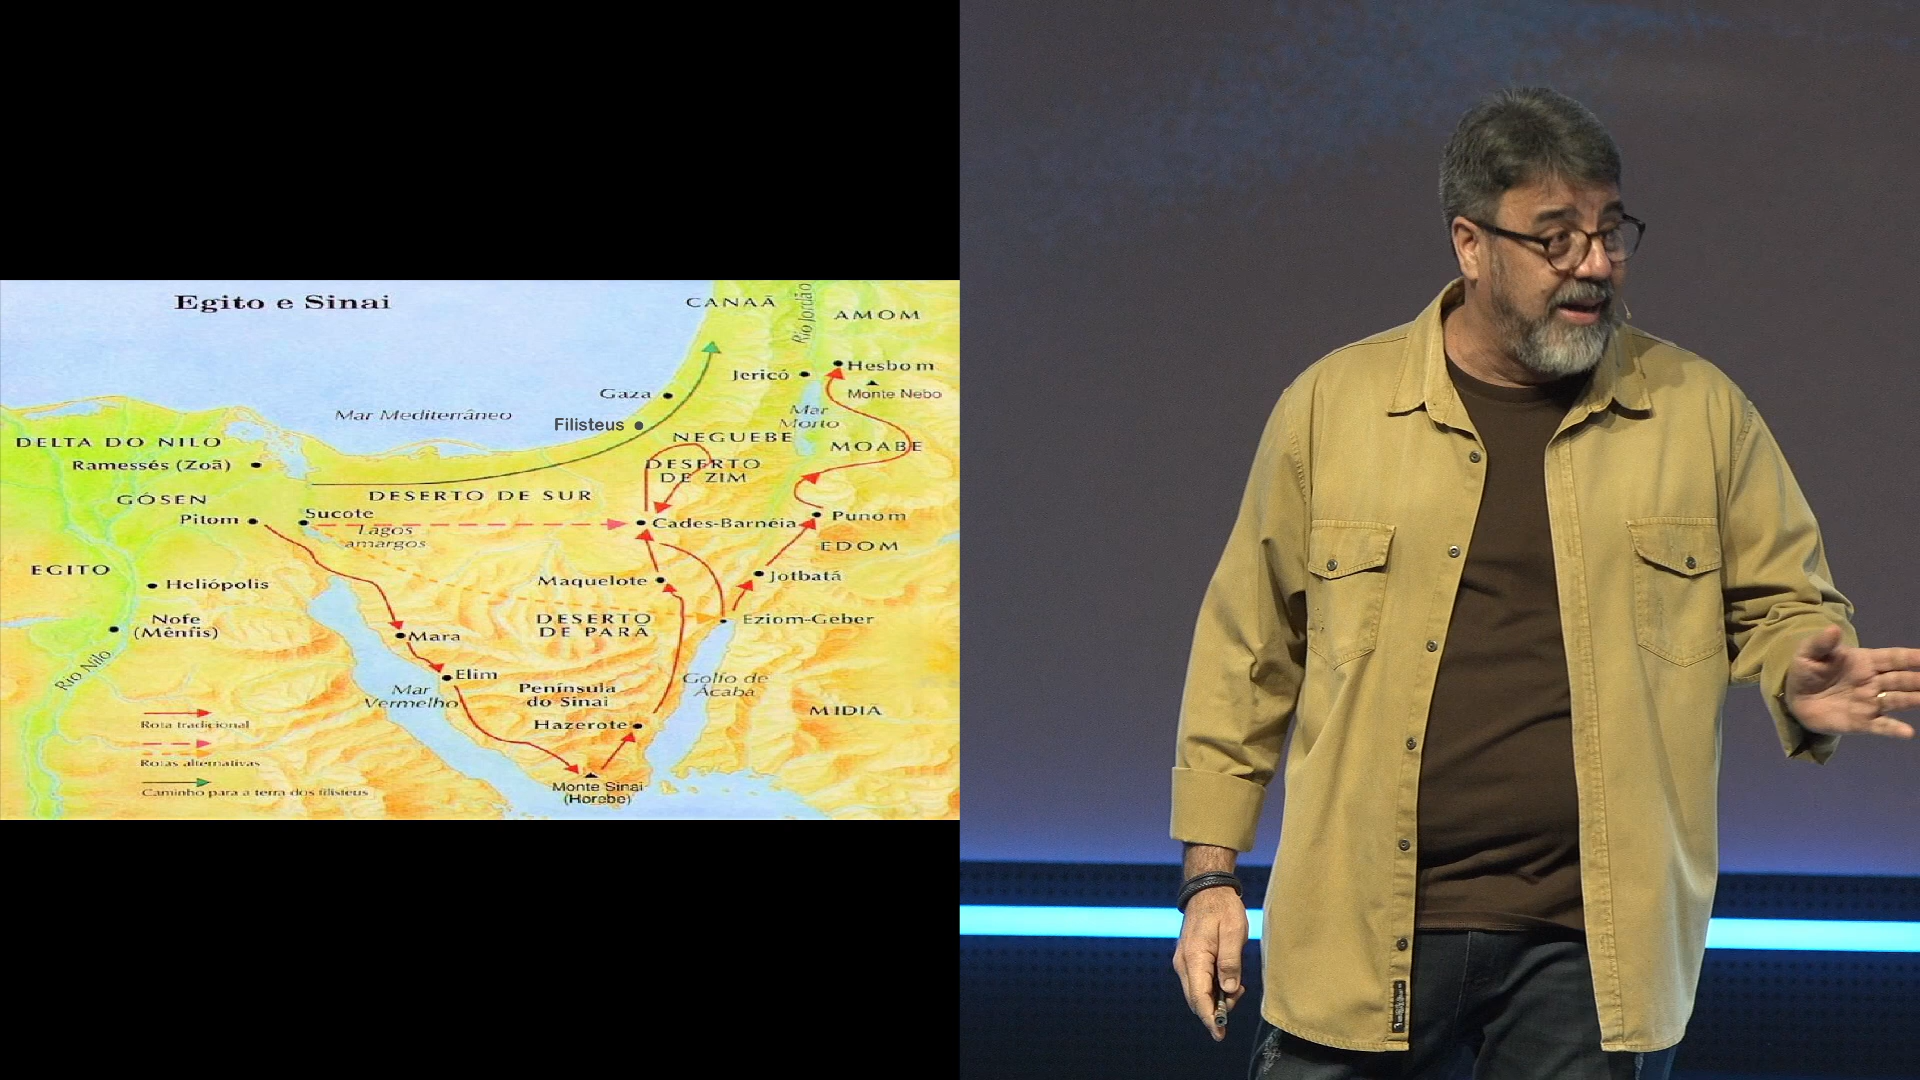 Egito e Sinai
CANAÃ
Rio Jordão
AMOM
Hesbom
Jericó
Monte Nebo
Gaza
Mar Mediterrâneo
Mar
Morto
Filisteus
NEGUEBE
MOABE
DELTA DO NILO
Ramessés (Zoã)
DESERTO
DE ZIM
GÓSEN
DESERTO DE SUR
Pitom
Sucote
Cades-Barnéia
Punom
Lagos
amargos
EDOM
EGITO
Heliópolis
Maquelote
Jotbatá
Nofe
(Mênfis)
DESERTO
DE PARÃ
Eziom-Geber
Mara
Rio Nilo
Elim
Mar
Vermelho
Península
do Sinai
Golfo de
Ácaba
MIDIÃ
Hazerote
Rota tradicional
Rotas alternativas
Caminho para a terra dos filisteus
Monte Sinai
(Horebe)